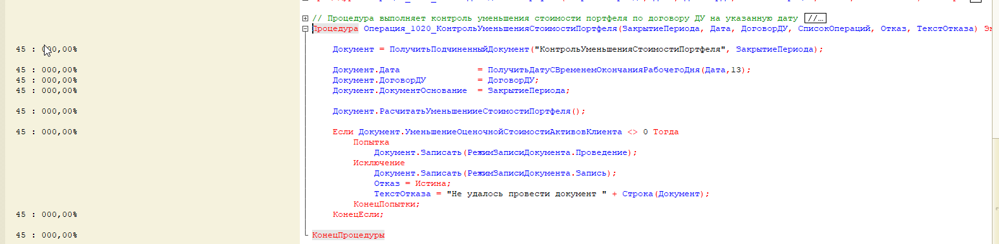 // Процедура выполняет контроль уменьшения стоимости портфеля по договору ДУ на указанную дату //…
Процедура Операция_1020_КонтрольУменьшенияСтоимостиПортфеля(ЗакрытиеПериода, Дата, ДоговорДУ, СписокОпераций, Отказ, ТекстОтказа) Эк
45 : 000,00% Документ = ПолучитьПодчиненныйДокумент("КонтрольУменьшенияСтоимостиПортфеля", ЗакрытиеПериода);
45 : 000,00% Документ.Дата = ПолучитьДатуСВременемОкончанияРабочегоДня(Дата,13);
45 : 000,00% Документ.ДоговорДУ = ДоговорДУ;
45 : 000,00% Документ.ДокументОснование = ЗакрытиеПериода;
45 : 000,00% Документ.РасчитатьУменьшениеСтоимостиПортфеля();
45 : 000,00% Если Документ.УменьшениеОценочнойСтоимостиАктивовКлиента <> 0 Тогда
Попытка
Документ.Записать(РежимЗаписиДокумента.Проведение);
Исключение
Документ.Записать(РежимЗаписиДокумента.Запись);
Отказ = Истина;
ТекстОтказа = "Не удалось провести документ " + Строка(Документ);
КонецПопытки;
45 : 000,00% КонецЕсли;
45 : 000,00% КонецПроцедуры